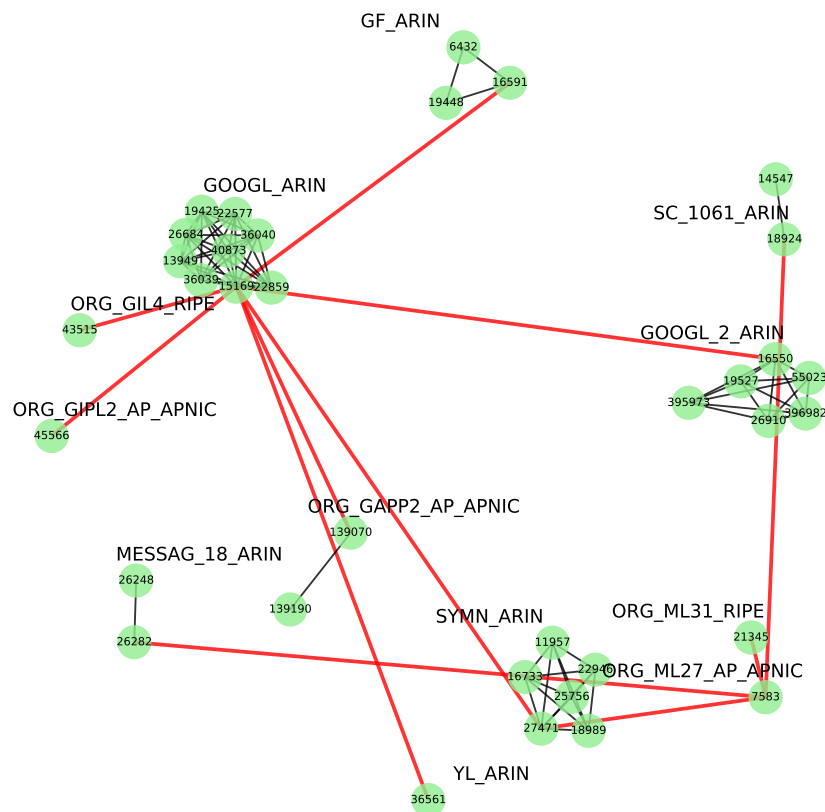 GF_ARIN
6432
16591
19448
14547
GOOGL_ARIN
19425
22577
SC_1061_ARIN
26684
36040
18924
40873
13949
36039
15169
22859
ORG_GIL4_RIPE
43515
GOOGL_2_ARIN
16550
19527
55023
395973
396982
26910
ORG_GIPL2_AP_APNIC
45566
ORG_GAPP2_AP_APNIC
139070
MESSAG_18_ARIN
26248
139190
SYMN_ARIN
ORG_ML31_RIPE
26282
11957
21345
22946
ORG_ML27_AP_APNIC
16733
25756
7583
27471
18989
YL_ARIN
36561